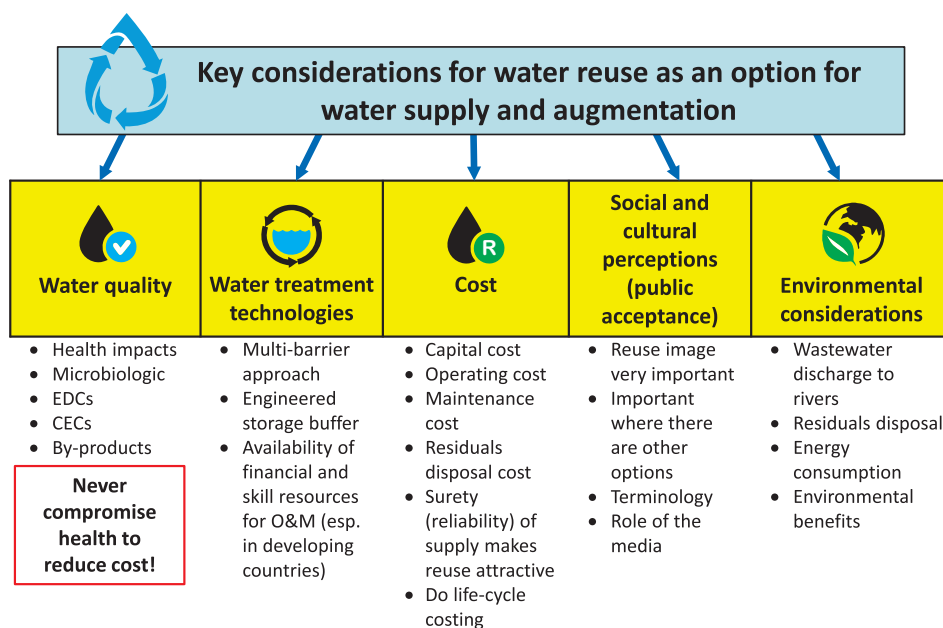 Key considerations for water reuse as an option for
water supply and augmentation
Water quality
• Health impacts
• Microbiologic
• EDCs
• CECs
• By-products
Never
compromise
health to
reduce cost!
Water treatment
technologies
• Multi-barrier
approach
• Engineered
storage buffer
• Availability of
financial and
skill resources
for O&M (esp.
in developing
countries)
R
Cost
• Capital cost
• Operating cost
• Maintenance
cost
• Residuals
disposal cost
• Surety
(reliability) of
supply makes
reuse attractive
• Do life-cycle
costing
Social and
cultural
perceptions
(public
acceptance)
• Reuse image
very important
• Important
where there
are other
options
• Terminology
• Role of the
media
Environmental
considerations
• Wastewater
discharge to
rivers
• Residuals disposal
• Energy
consumption
• Environmental
benefits